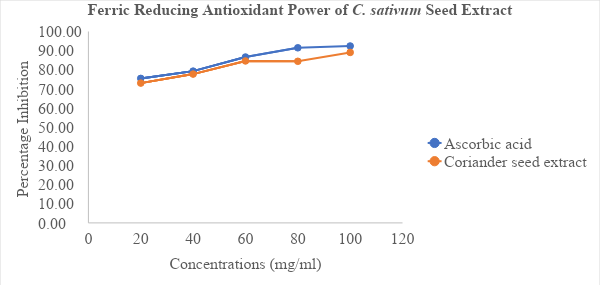 Ferric Reducing Antioxidant Power of C. sativum Seed Extract
100.00
90.00
80.00
70.00
60.00
50.00
40.00
30.00
20.00
10.00
0.00
Percentage Inhibition
0 20 40 60 80 100 120
Concentrations (mg/ml)
Ascorbic acid
Coriander seed extract